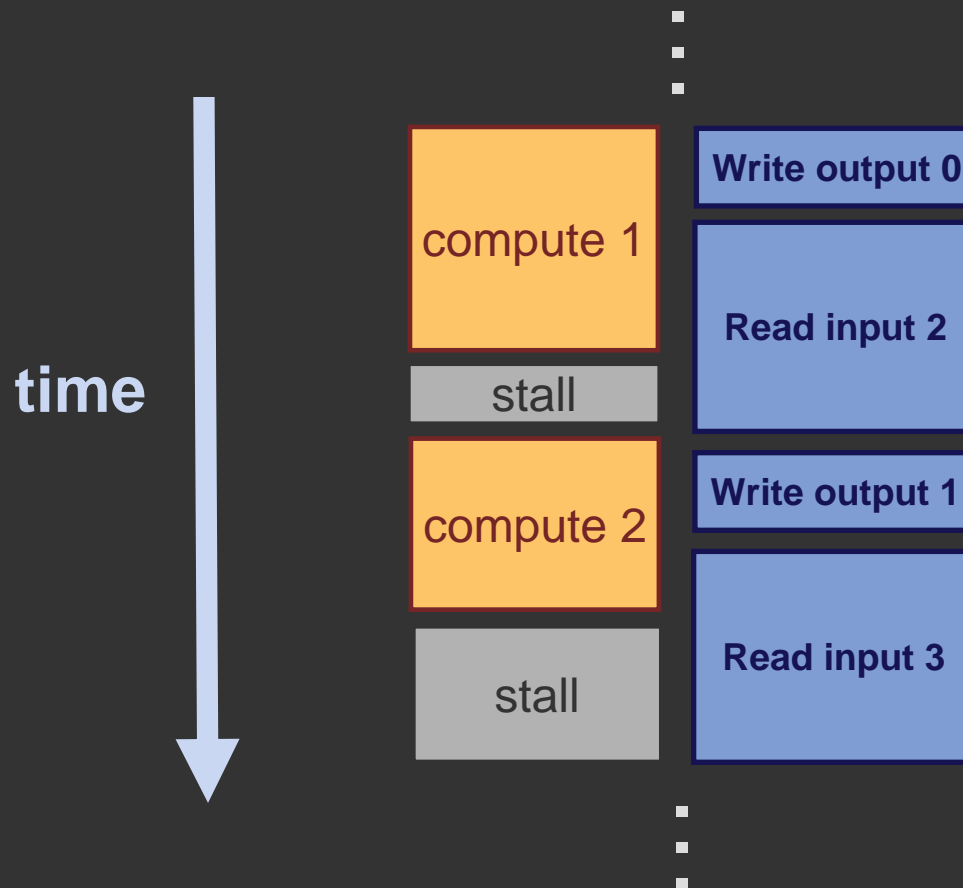 Write output 0
compute 1
Read input 2
time
stall
Write output 1
compute 2
Read input 3
stall